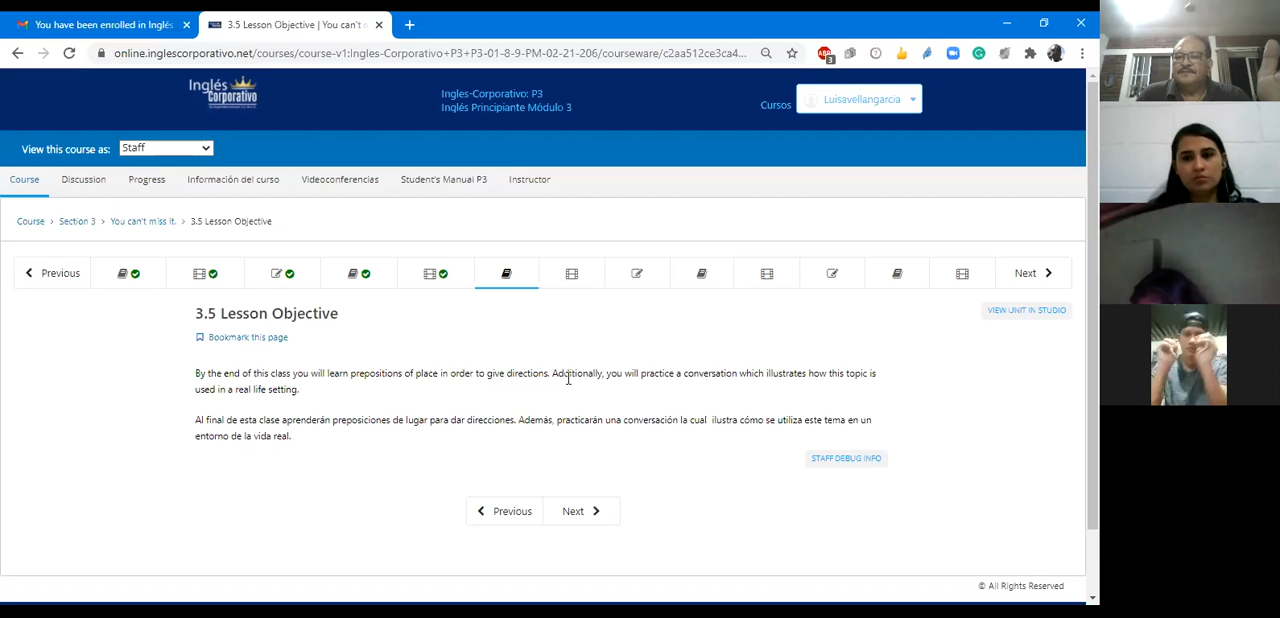 You have been enrolled in Inglés
3.5 Lesson Objective | You can't
online.inglescorporativo.net/courses/course-v1:Ingles-Corporativo+P3+P3-01-8-9-PM-02-21-206/courseware/c2aa512ce3ca4...
3
Inglés
Corporativo
Ingles-Corporativo: P3
Inglés Principiante Módulo 3
Cursos
Luisavellangarcia
View this course as:
Staff
Course
Discussion
Progress
Información del curso
Videoconferencias
Student's Manual P3
Instructor
Course > Section 3 > You can't miss it. > 3.5 Lesson Objective
Previous
Next
3.5 Lesson Objective
VIEW UNIT IN STUDIO
Bookmark this page
By the end of this class you will learn prepositions of place in order to give directions. Additionally, you will practice a conversation which illustrates how this topic is
used in a real life setting.
Al final de esta clase aprenderán preposiciones de lugar para dar direcciones. Además, practicarán una conversación la cual ilustra cómo se utiliza este tema en un
entorno de la vida real.
STAFF DEBUG INFO
Previous
Next
© All Rights Reserved